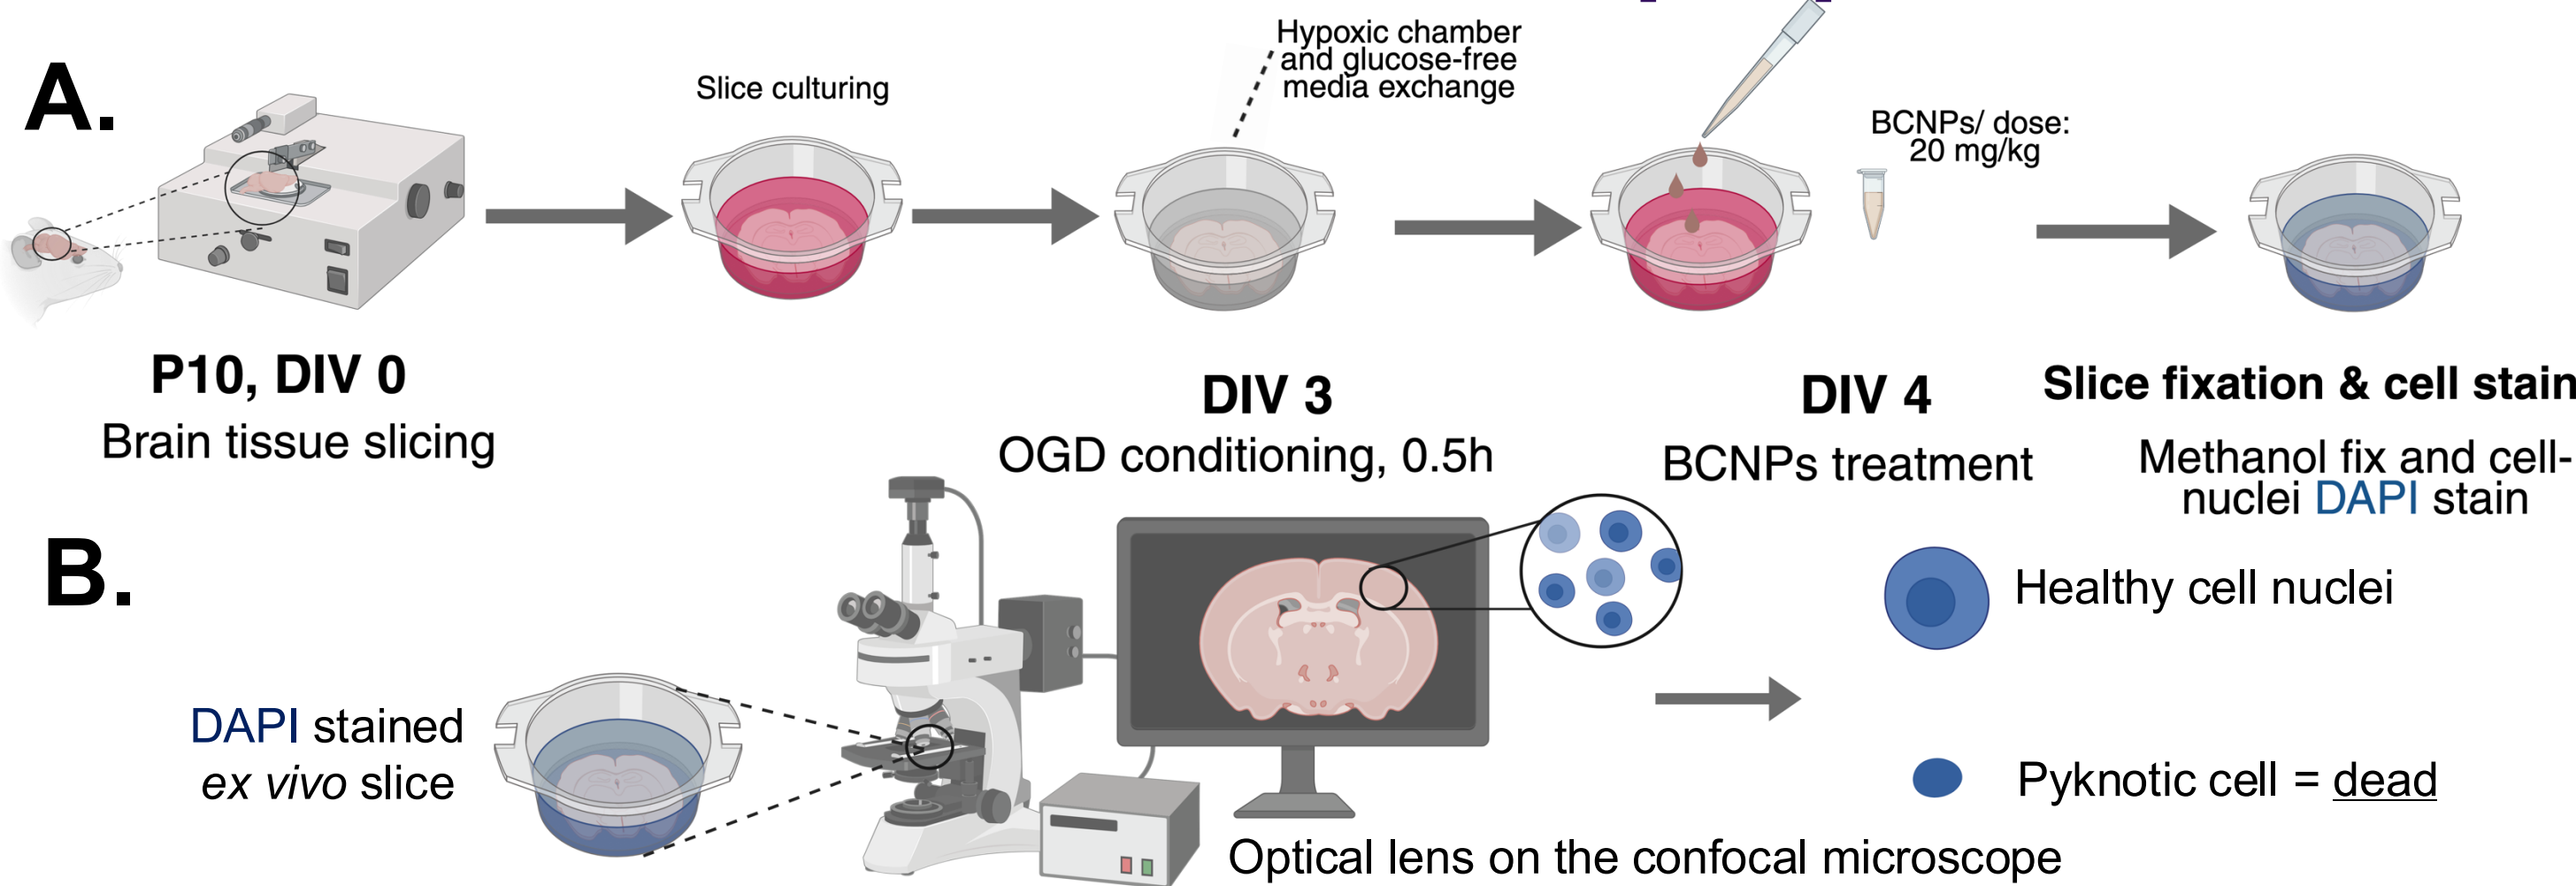 A.
Slice culturing
Hypoxic chamber
and glucose-free
media exchange
BCNPs/ dose:
20 mg/kg
P10, DIV 0
Brain tissue slicing
DIV 3
OGD conditioning, 0.5h
DIV 4
BCNPs treatment
Slice fixation & cell stain
Methanol fix and cell-
nuclei DAPI stain
B.
DAPI stained
ex vivo slice
Optical lens on the confocal microscope
Healthy cell nuclei
Pyknotic cell = dead